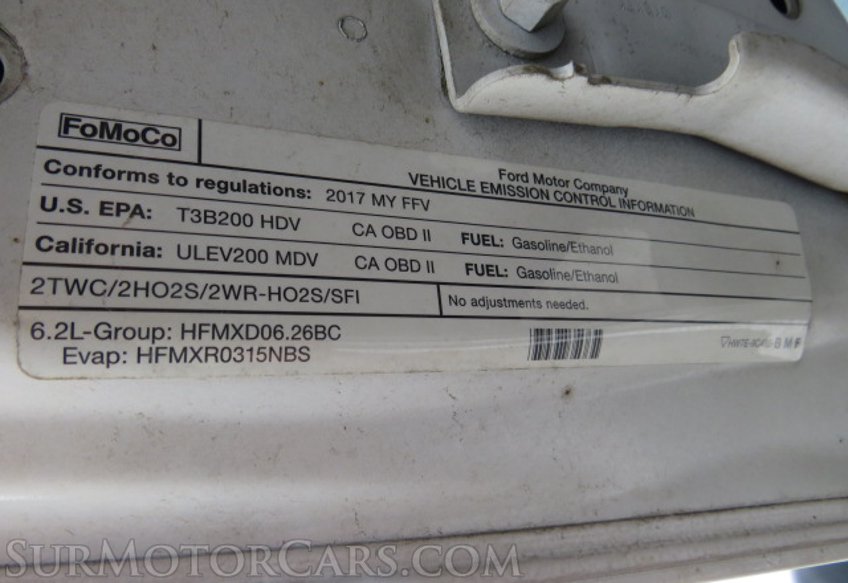 FoMoCo
Ford Motor Company
VEHICLE EMISSION CONTROL INFORMATION
Conforms to regulations: 2017 MY FFV
U.S. EPA: T3B200 HDV CA OBD II FUEL: Gasoline/Ethanol
California: ULEV200 MDV CA OBD II FUEL: Gasoline/Ethanol
2TWC/2HO2S/2WR-HO2S/SFI No adjustments needed.
6.2L-Group: HFMXD06.26BC
Evap: HFMXR0315NBS
BMF
SurMotorCars.com